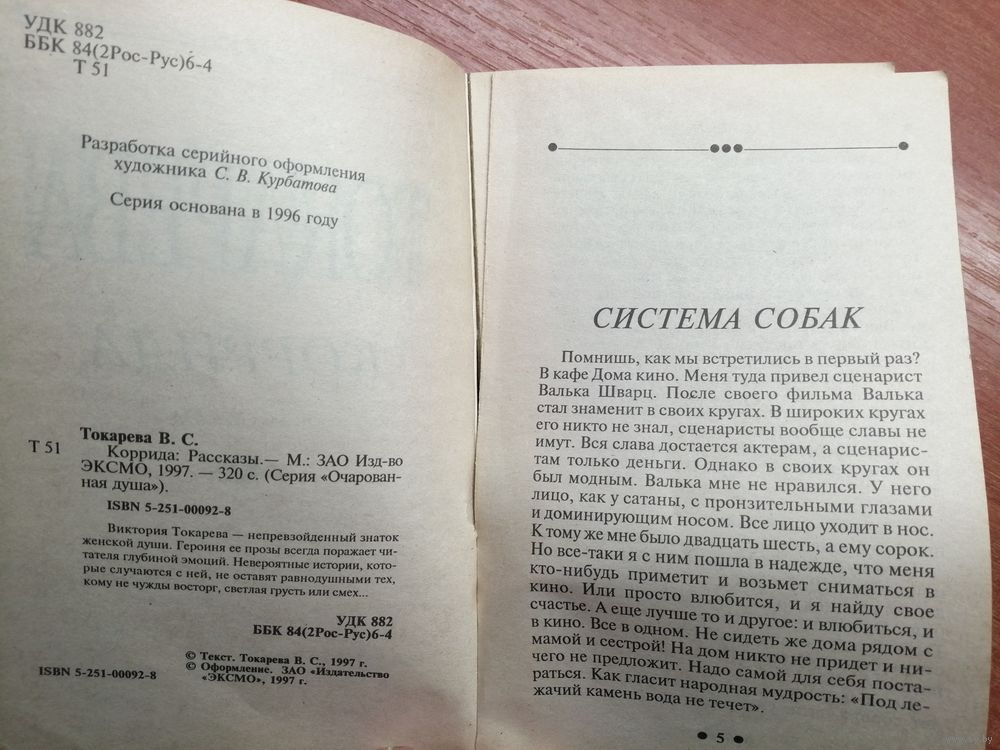 УДК 882
ББК 84(2Рос-Рус)6-4
Т 51
Разработка серийного оформления
художника С. В. Курбатова
Серия основана в 1996 году
Токарева В. С.
Т 51
Коррида: Рассказы.— М.: ЗАО Изд-во
ЭКСМО, 1997. — 320 с. (Серия «Очарован-
ная душа»).
ISBN 5-251-00092-8
Виктория Токарева — непревзойденный знаток
женской души. Героиня ее прозы всегда поражает чи-
тателя глубиной эмоций. Невероятные истории, кото-
рые случаются с ней, не оставят равнодушными тех,
кому не чужды восторг, светлая грусть или смех...
УДК 882
ББК 84(2Рос-Рус)6-4
© Текст. Токарева В. С., 1997 г.
© Оформление. ЗАО «Издательство
«ЭКСМО», 1997 г.
ISBN 5-251-00092-8
СИСТЕМА СОБАК
Помнишь, как мы встретились в первый раз?
В кафе Дома кино. Меня туда привел сценарист
Валька Шварц. После своего фильма Валька
стал знаменит в своих кругах. В широких кругах
его никто не знал, сценаристы вообще славы не
имут. Вся слава достается актерам, а сценарис-
там только деньги. Однако в своих кругах он
был модным. Валька мне не нравился. У него
лицо, как у сатаны, с пронзительными глазами
и доминирующим носом. Все лицо уходит в нос.
К тому же мне было двадцать шесть, а ему сорок.
Но все-таки я с ним пошла в надежде, что меня
кто-нибудь приметит и возьмет сниматься в
кино. Или просто влюбится, и я найду свое
счастье. А еще лучше то и другое: и влюбиться, и
в кино. Все в одном. Не сидеть же дома рядом с
мамой и сестрой! На дом никто не придет и ни-
чего не предложит. Надо самой для себя поста-
раться. Как гласит народная мудрость: «Под ле-
жачий камень вода не течет».
● 5 ●